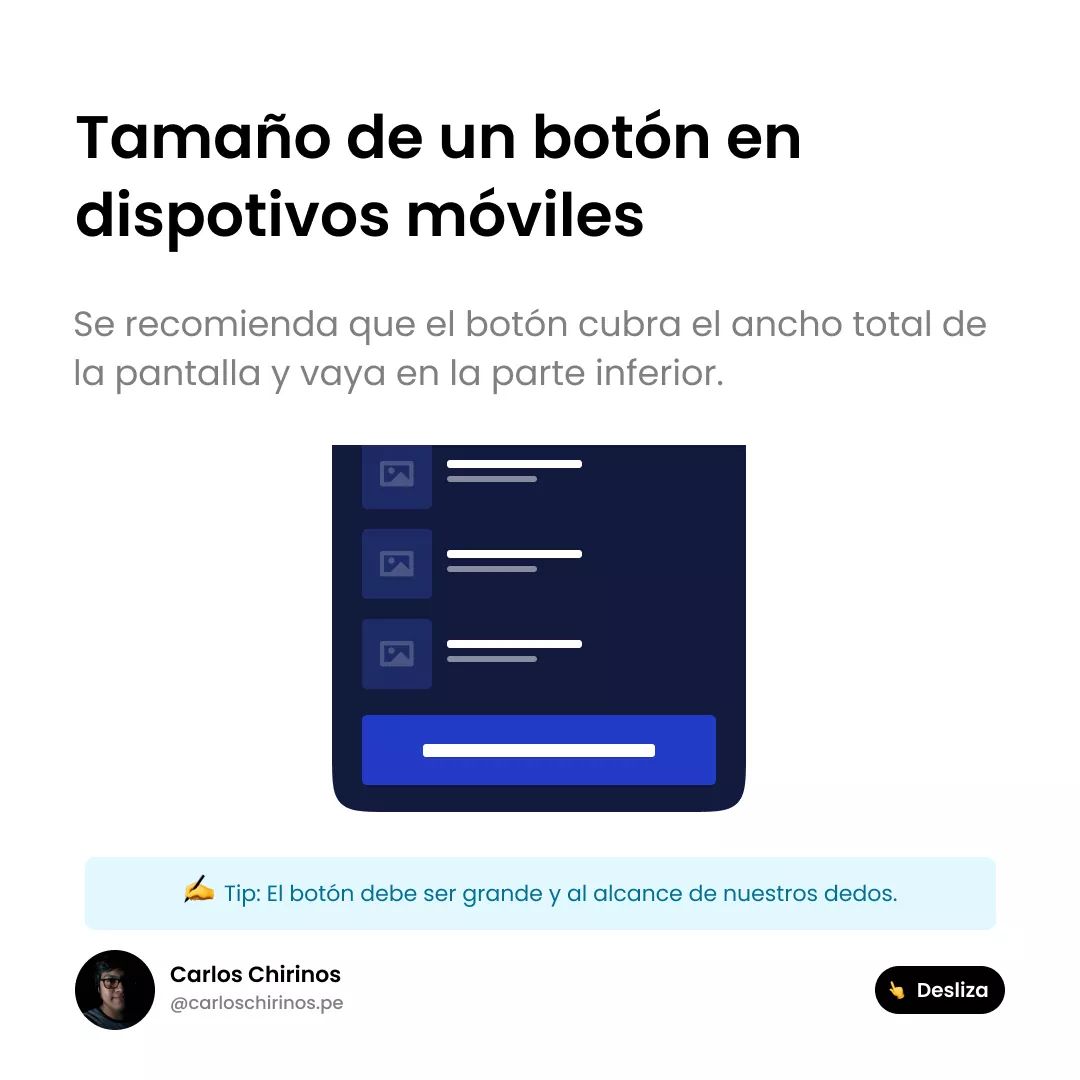 Tamaño de un botón en
dispotivos móviles
Se recomienda que el botón cubra el ancho total de
la pantalla y vaya en la parte inferior.
✍️ Tip: El botón debe ser grande y al alcance de nuestros dedos.
Carlos Chirinos
@carloschirinos.pe
👆 Desliza